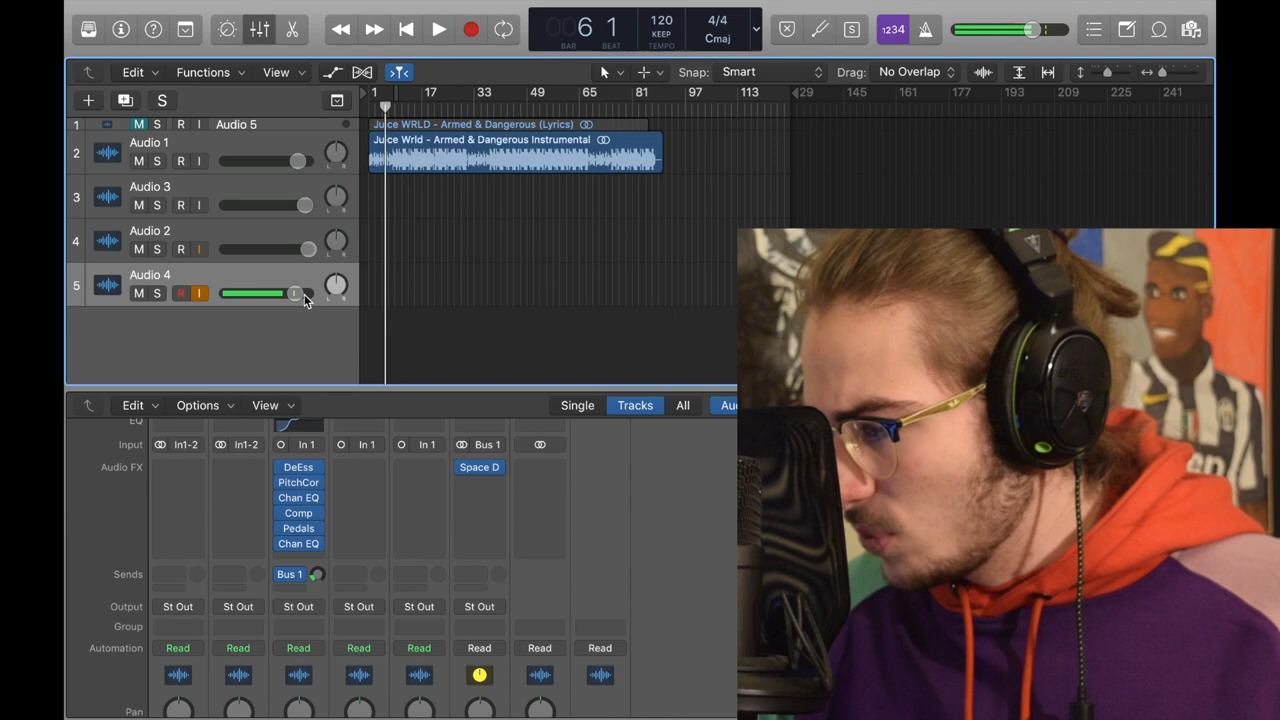 6 1
BAR BEAT
120
KEEP
TEMPO
4/4
Cmaj
1234
Edit Functions View
Snap: Smart
Drag: No Overlap
S
1 17 33 49 65 81 97 113 129 145 161 177 193 209 225 241
1 M S R I Audio 5
Juice WRLD - Armed & Dangerous (Lyrics)
2 Audio 1
M S R I
L R
Juice Wrld - Armed & Dangerous Instrumental
3 Audio 3
M S R I
L R
4 Audio 2
M S R I
L R
5 Audio 4
M S R I
L R
Edit Options View
Single Tracks All Au
EQ
Input In1-2 In1-2 In 1 In 1 In 1 Bus 1
Audio FX DeEss Space D
PitchCor
Chan EQ
Comp
Pedals
Chan EQ
Sends Bus 1
Output St Out St Out St Out St Out St Out St Out
Group
Automation Read Read Read Read Read Read Read Read
Pan